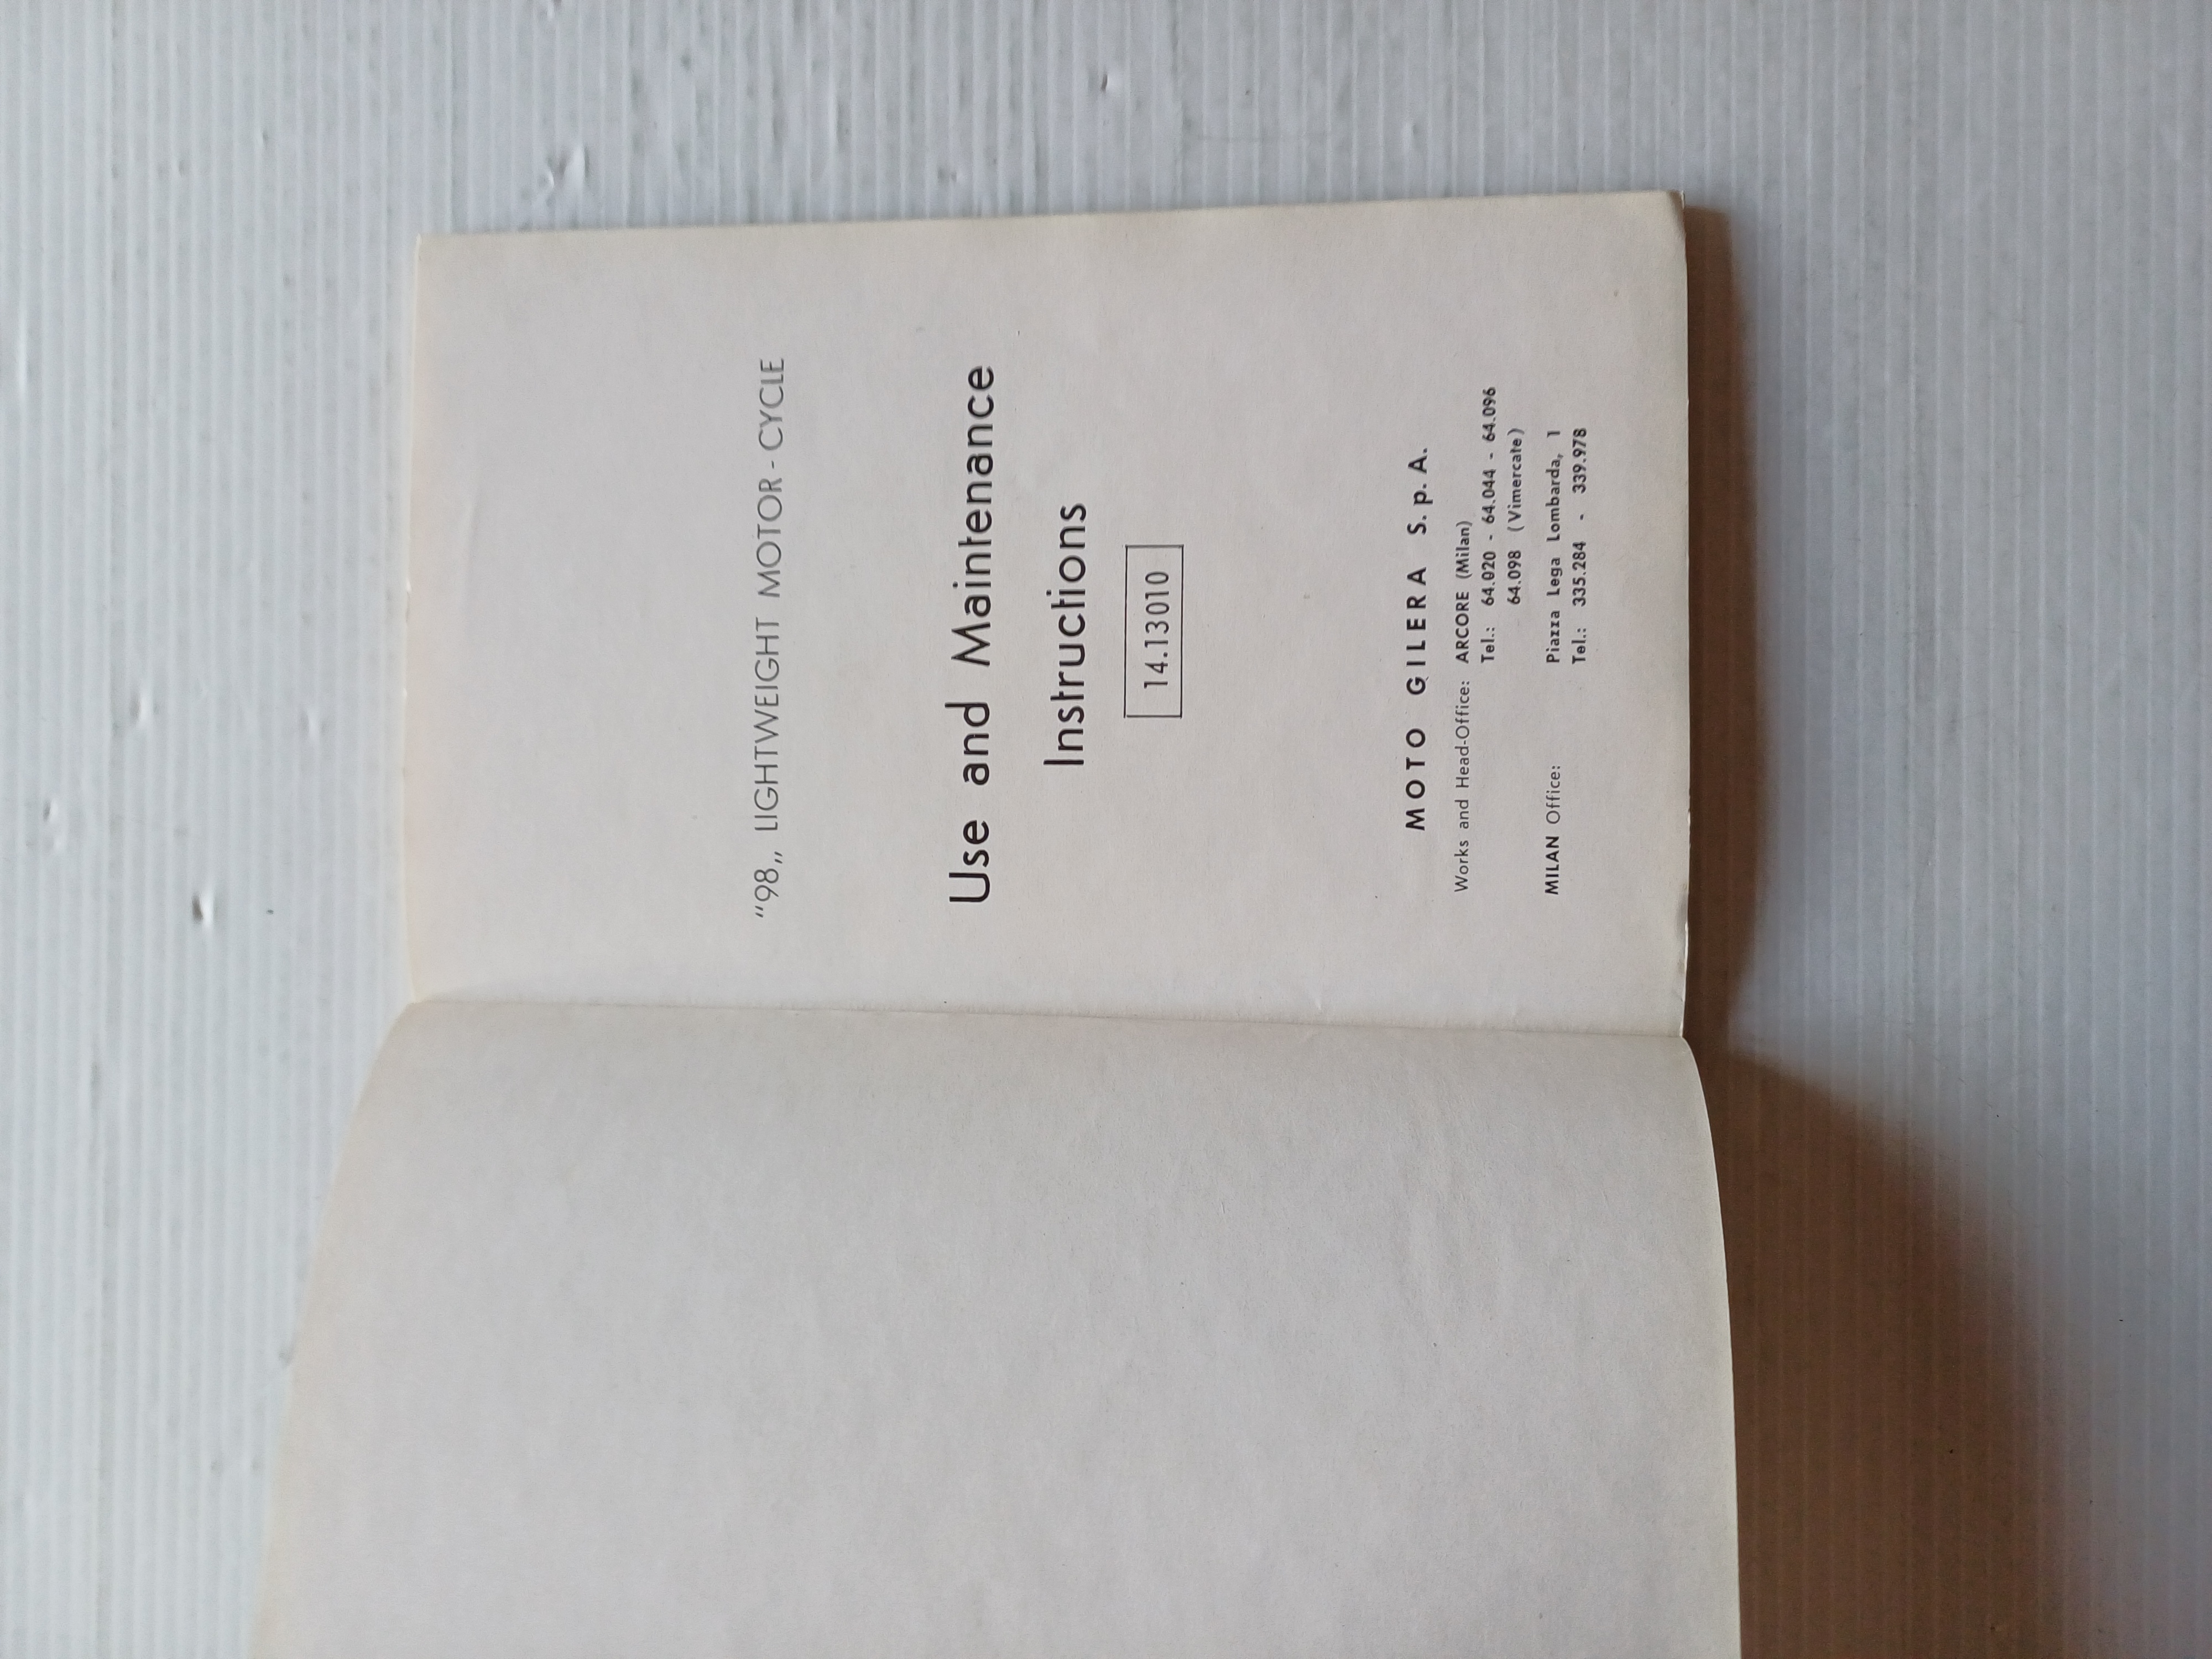 "98„ LIGHTWEIGHT MOTOR - CYCLE
Use and Maintenance
Instructions
14.13010
MOTO GILERA S. p. A.
Works and Head-Office: ARCORE (Milan)
Tel.: 64.020 - 64.044 - 64.096
64.098 (Vimercate)
MILAN Office: Piazza Lega Lombarda, 1
Tel.: 335.284 - 339.978